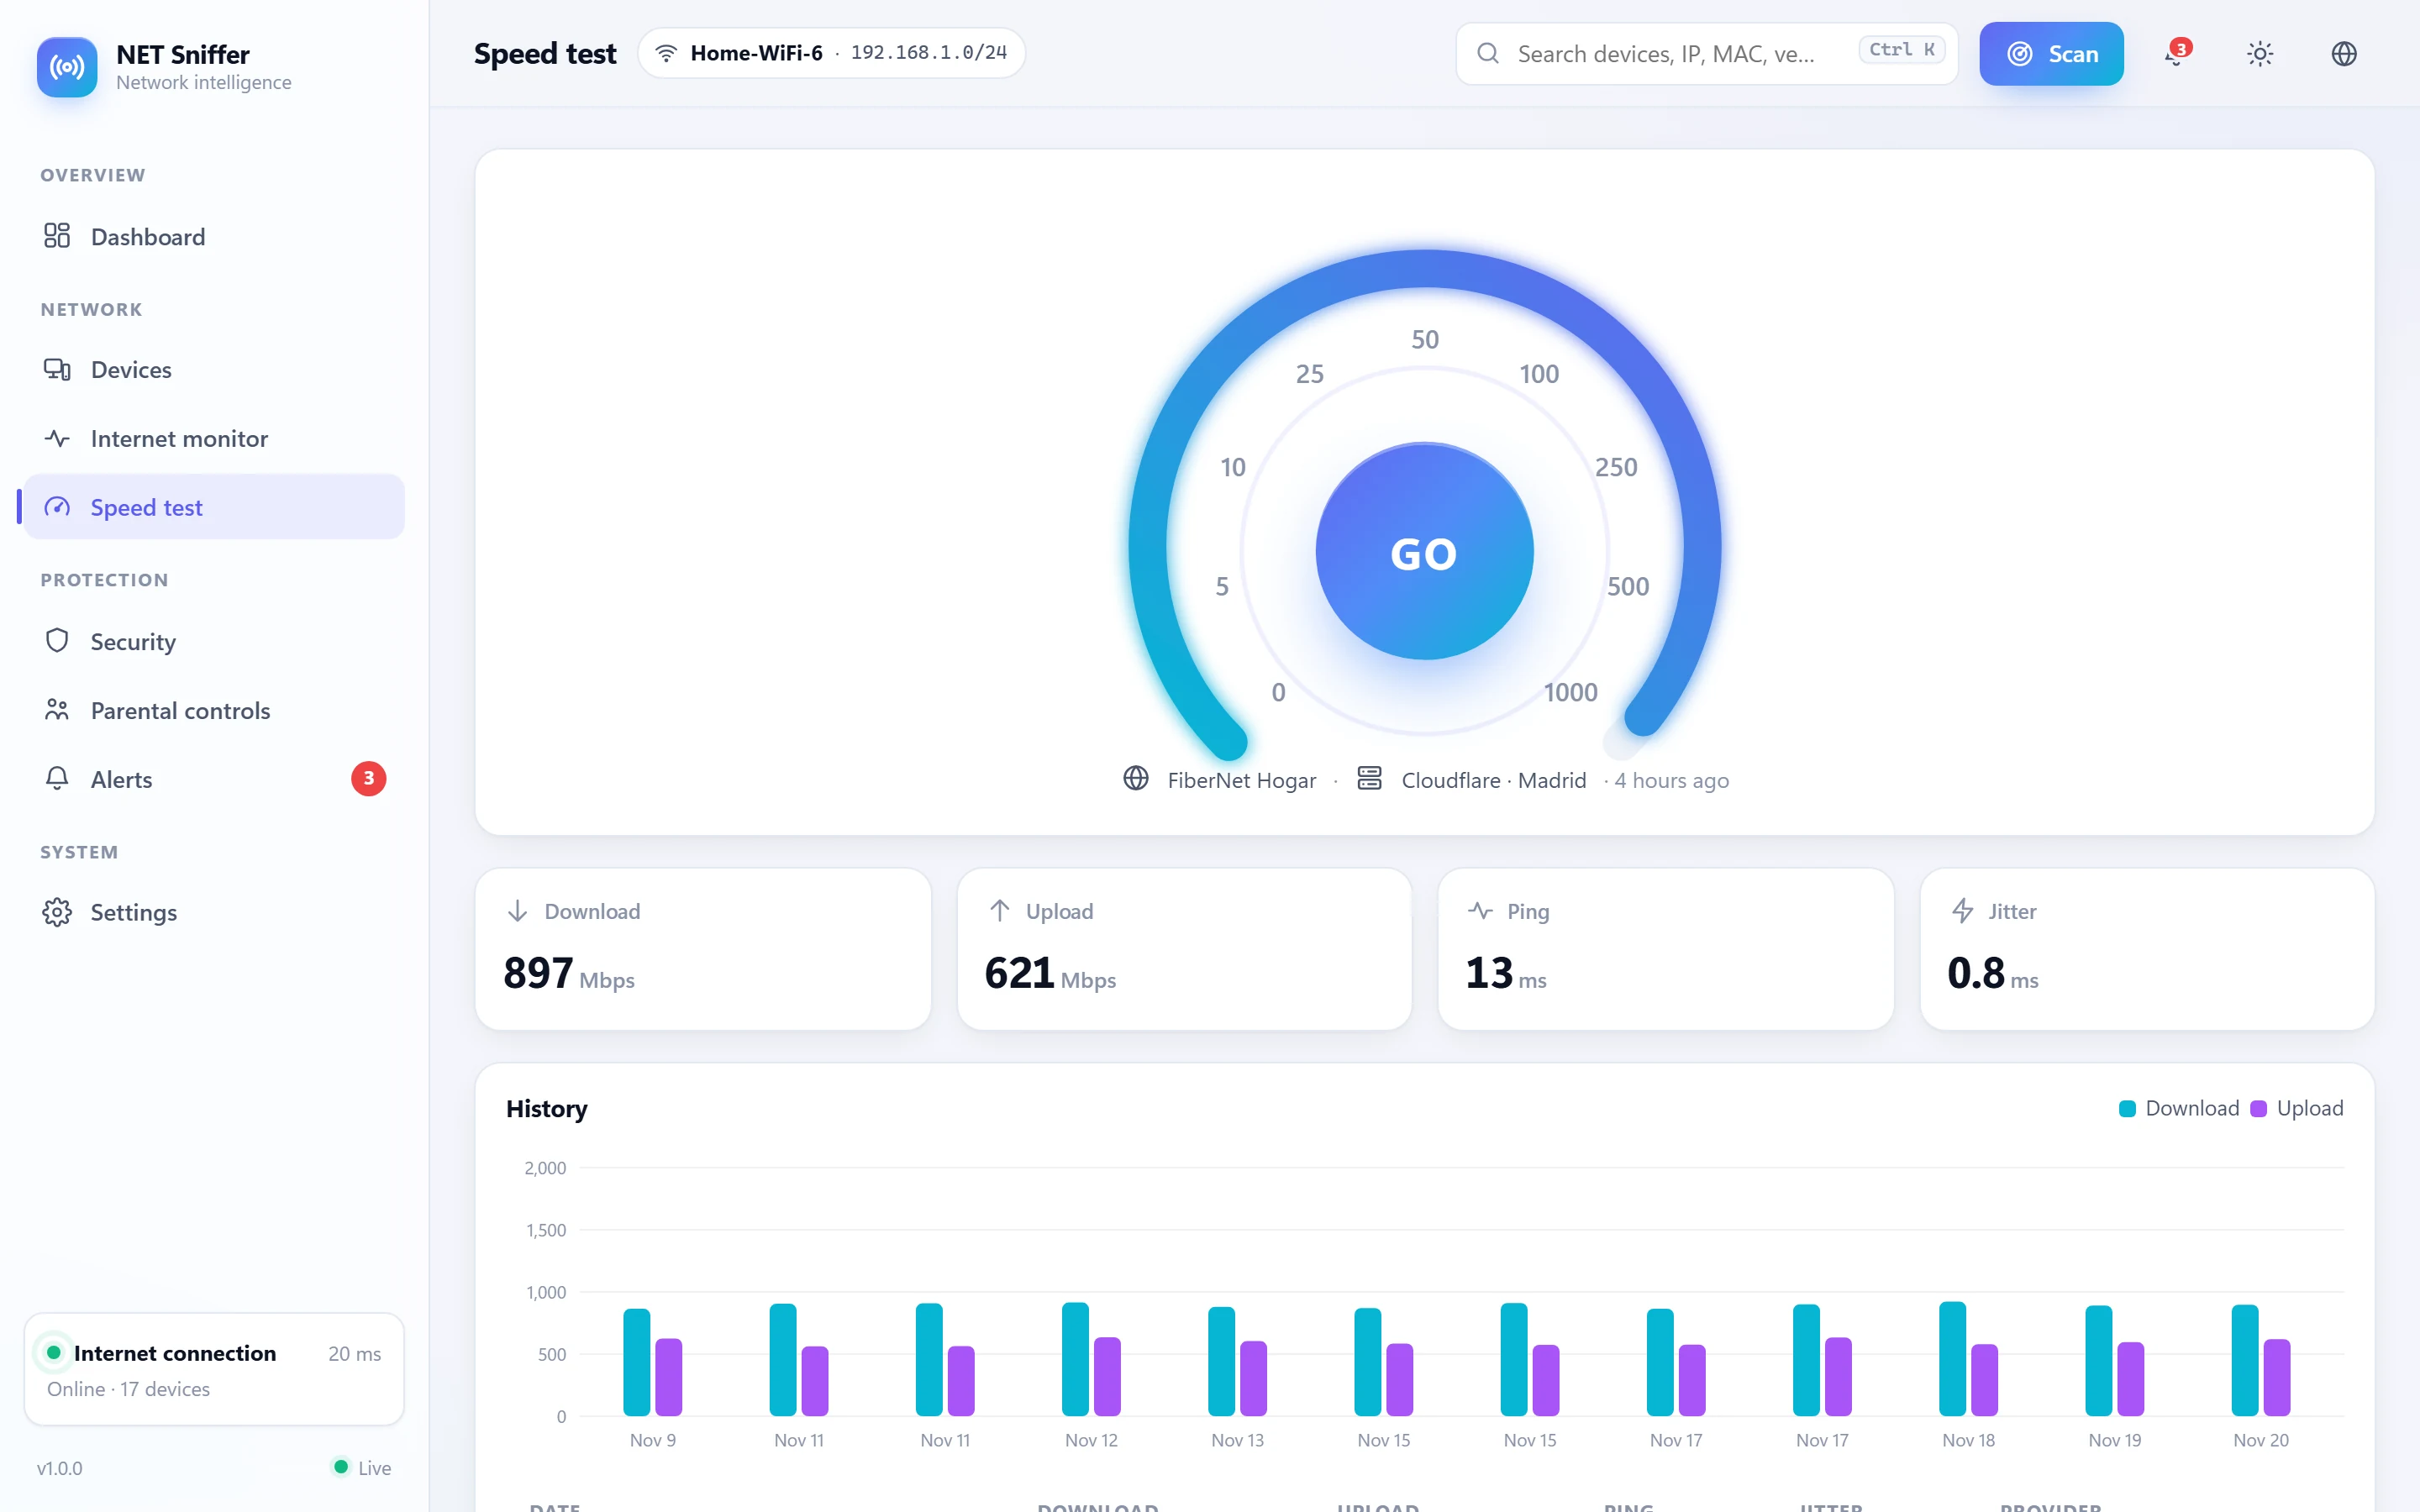 NET Sniffer
Network intelligence
OVERVIEW
Dashboard
NETWORK
Devices
Internet monitor
Speed test
PROTECTION
Security
Parental controls
Alerts 3
SYSTEM
Settings
Internet connection 20 ms
Online · 17 devices
v1.0.0 Live
Speed test Home-WiFi-6 · 192.168.1.0/24 Search devices, IP, MAC, ve... Ctrl K Scan 3
50
25 100
10 250
GO
5 500
0 1000
FiberNet Hogar · Cloudflare · Madrid · 4 hours ago
Download
897 Mbps
Upload
621 Mbps
Ping
13 ms
Jitter
0.8 ms
History Download Upload
2,000
1,500
1,000
500
0
Nov 9 Nov 11 Nov 11 Nov 12 Nov 13 Nov 15 Nov 15 Nov 17 Nov 17 Nov 18 Nov 19 Nov 20
DATE DOWNLOAD UPLOAD PING JITTER PROVIDER